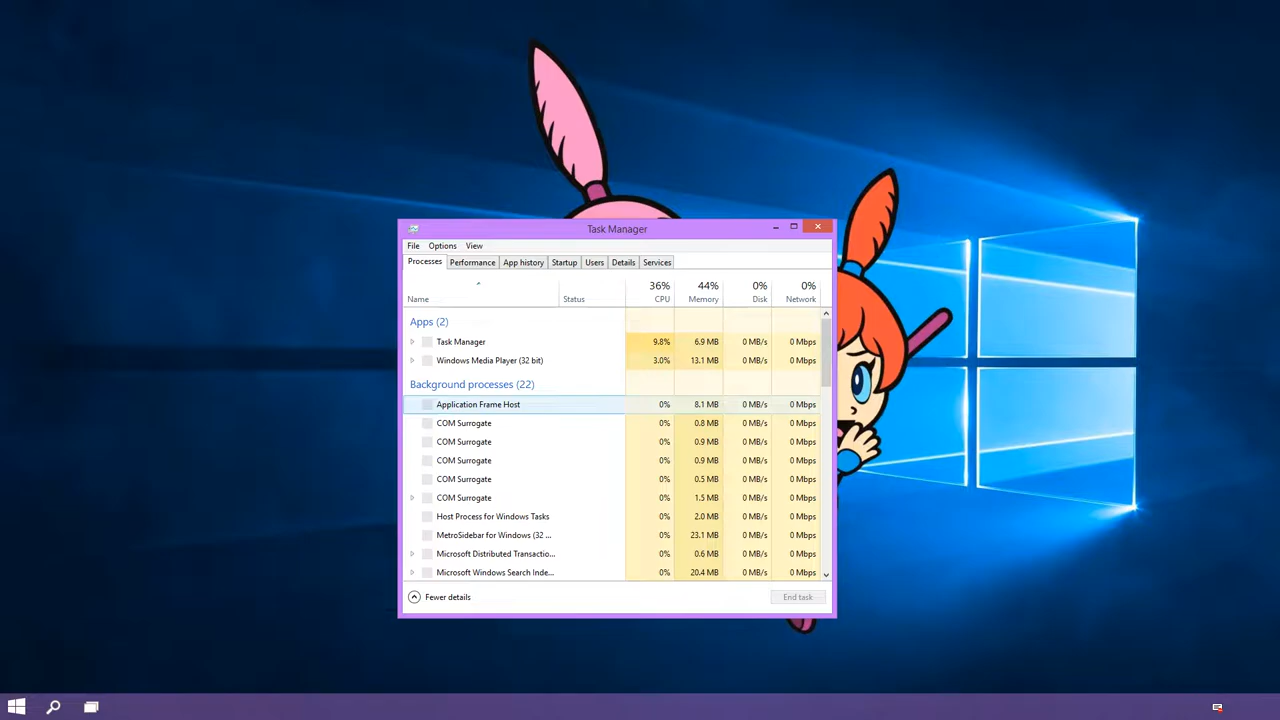 Task Manager
File Options View
Processes Performance App history Startup Users Details Services
36% 44% 0% 0%
Name Status CPU Memory Disk Network
Apps (2)
Task Manager 9.8% 6.9 MB 0 MB/s 0 Mbps
Windows Media Player (32 bit) 3.0% 13.1 MB 0 MB/s 0 Mbps
Background processes (22)
Application Frame Host 0% 8.1 MB 0 MB/s 0 Mbps
COM Surrogate 0% 0.8 MB 0 MB/s 0 Mbps
COM Surrogate 0% 0.9 MB 0 MB/s 0 Mbps
COM Surrogate 0% 0.9 MB 0 MB/s 0 Mbps
COM Surrogate 0% 0.5 MB 0 MB/s 0 Mbps
COM Surrogate 0% 1.5 MB 0 MB/s 0 Mbps
Host Process for Windows Tasks 0% 2.0 MB 0 MB/s 0 Mbps
MetroSidebar for Windows (32 ... 0% 23.1 MB 0 MB/s 0 Mbps
Microsoft Distributed Transactio... 0% 0.6 MB 0 MB/s 0 Mbps
Microsoft Windows Search Inde... 0% 20.4 MB 0 MB/s 0 Mbps
Fewer details End task